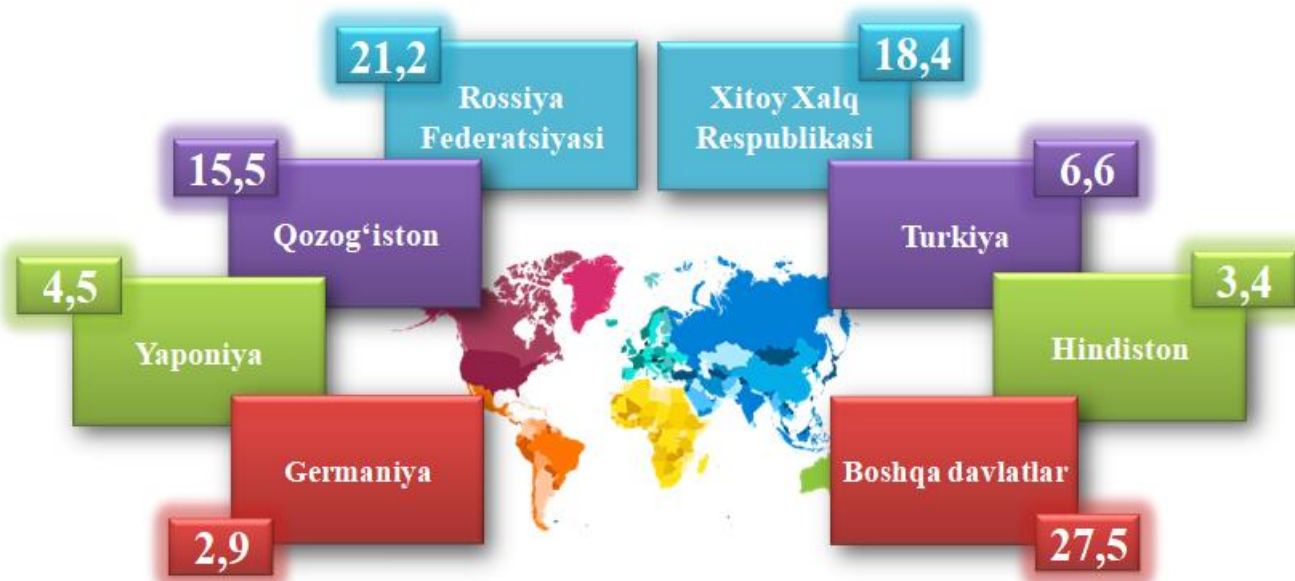 21,2
Rossiya
Federatsiyasi
18,4
Xitoy Xalq
Respublikasi
15,5
Qozog‘iston
6,6
Turkiya
4,5
Yaponiya
3,4
Hindiston
Germaniya
2,9
Boshqa davlatlar
27,5